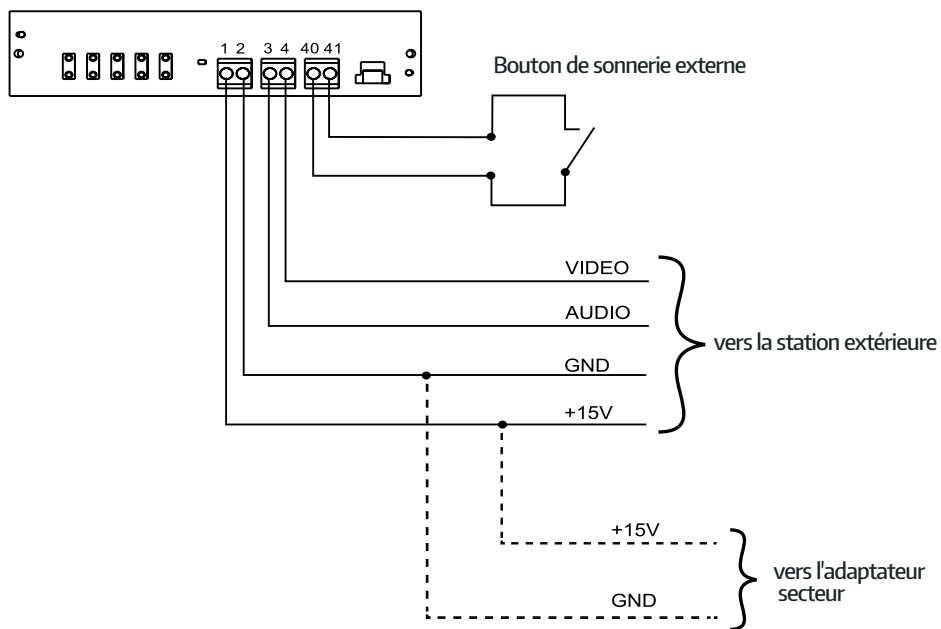 1 2 3 4 40 41
Bouton de sonnerie externe
VIDEO
AUDIO
vers la station extérieure
GND
+15V
+15V
vers l'adaptateur
secteur
GND